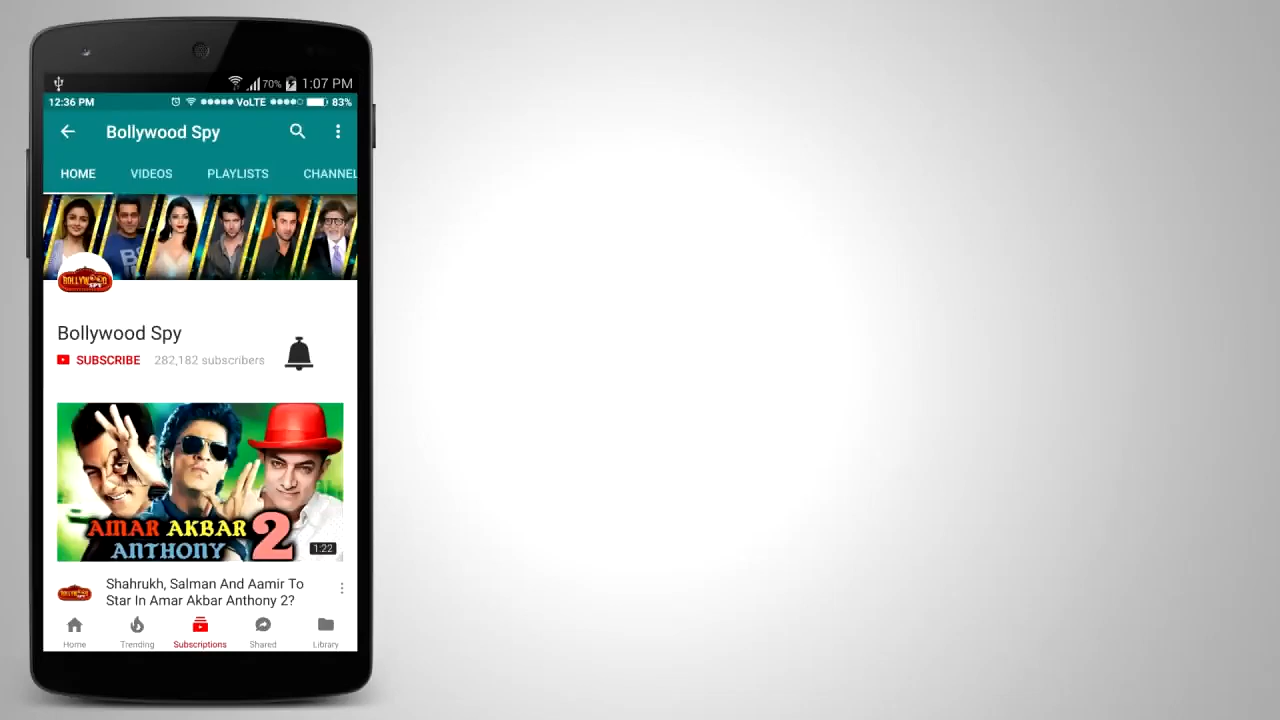 70% 1:07 PM
12:36 PM VoLTE 83%
Bollywood Spy
HOME VIDEOS PLAYLISTS CHANNEL
BOLLYWOOD
SPY
Bollywood Spy
SUBSCRIBE 282,182 subscribers
AMAR AKBAR
ANTHONY 2
1:22
Shahrukh, Salman And Aamir To
Star In Amar Akbar Anthony 2?
Home Trending Subscriptions Shared Library